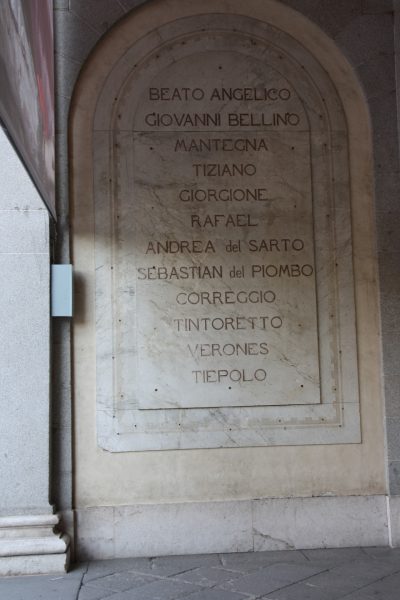 BEATO ANGELICO
GIOVANNI BELLINO
MANTEGNA
TIZIANO
GIORGIONE
RAFAEL
ANDREA del SARTO
SEBASTIAN del PIOMBO
CORREGGIO
TINTORETTO
VERONES
TIEPOLO